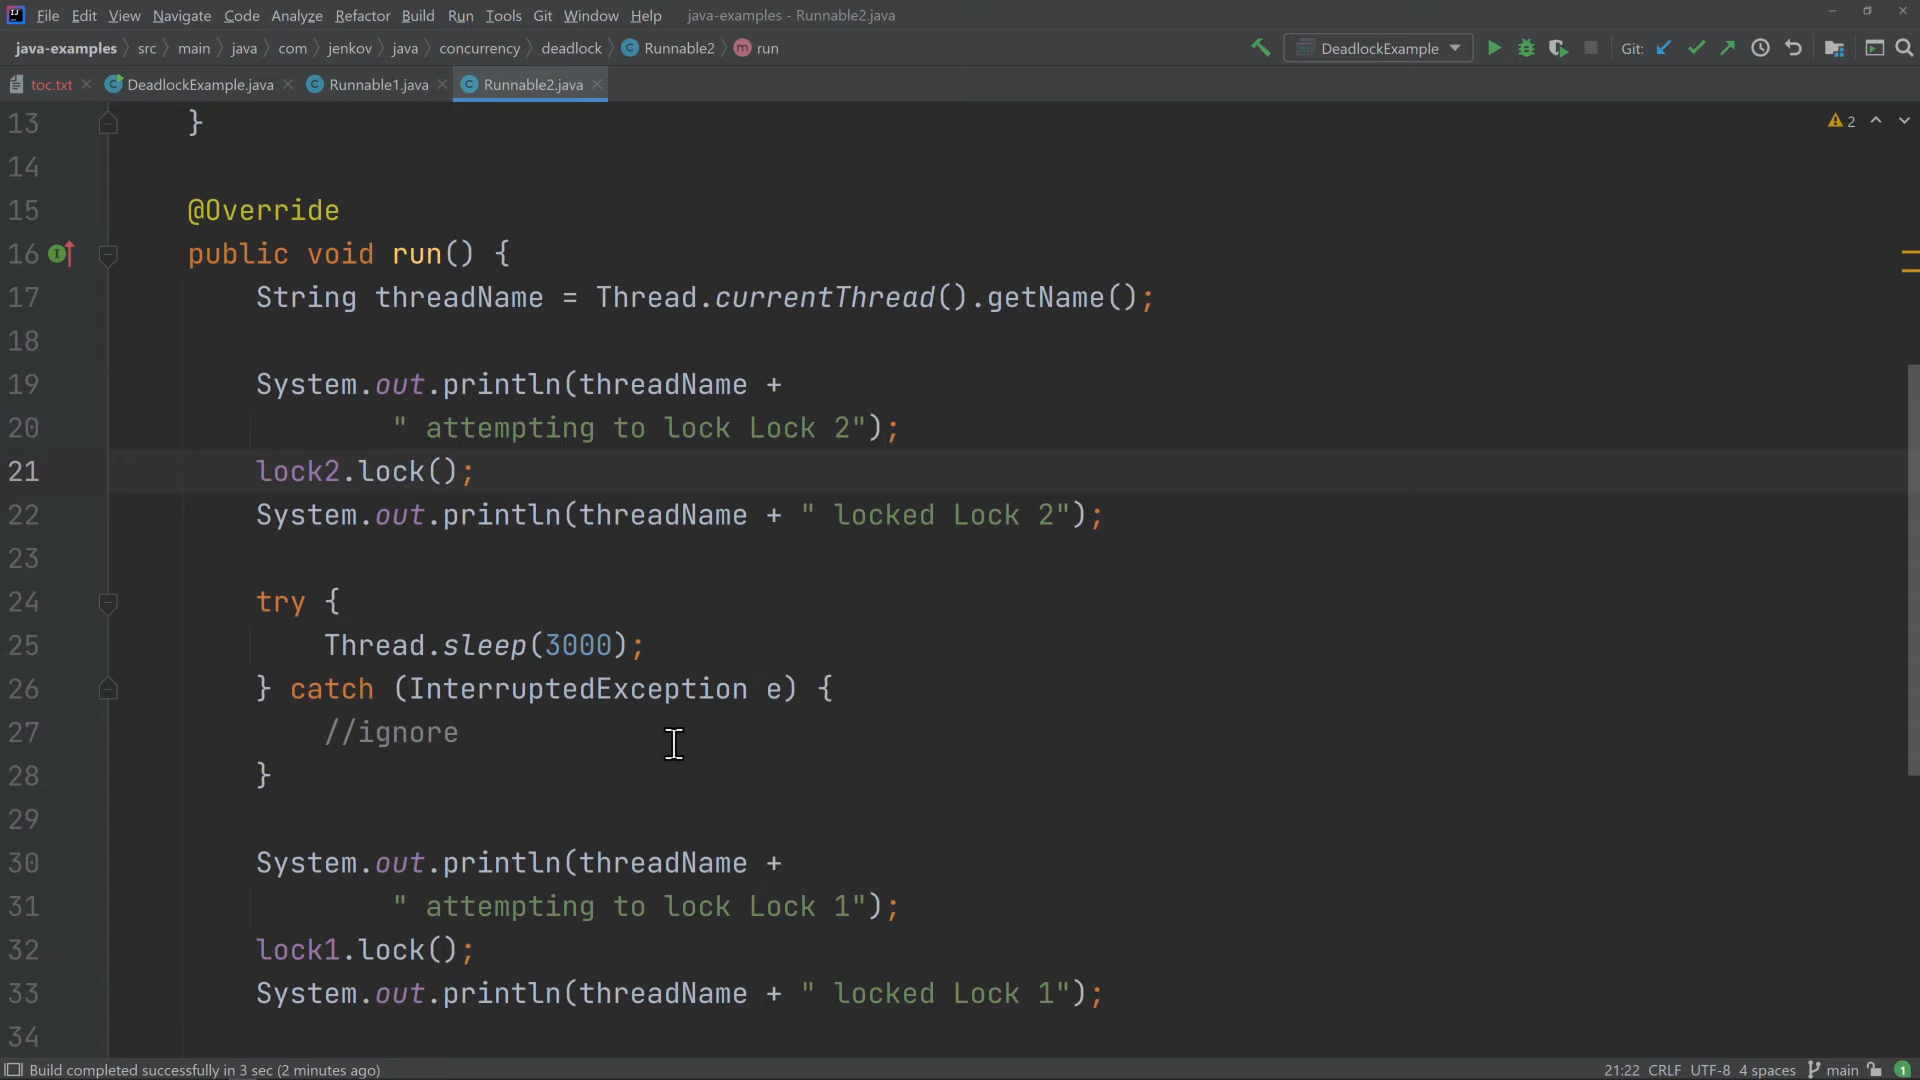 File Edit View Navigate Code Analyze Refactor Build Run Tools Git Window Help java-examples - Runnable2.java
java-examples src main java com jenkov java concurrency deadlock Runnable2 run DeadlockExample Git:
toc.txt DeadlockExample.java Runnable1.java Runnable2.java
13 }
2
14
15 @Override
16 public void run() {
17 String threadName = Thread.currentThread().getName();
18
19 System.out.println(threadName +
20 " attempting to lock Lock 2");
21 lock2.lock();
22 System.out.println(threadName + " locked Lock 2");
23
24 try {
25 Thread.sleep(3000);
26 } catch (InterruptedException e) {
27 //ignore
28 }
29
30 System.out.println(threadName +
31 " attempting to lock Lock 1");
32 lock1.lock();
33 System.out.println(threadName + " locked Lock 1");
34
Build completed successfully in 3 sec (2 minutes ago) 21:22 CRLF UTF-8 4 spaces main 1